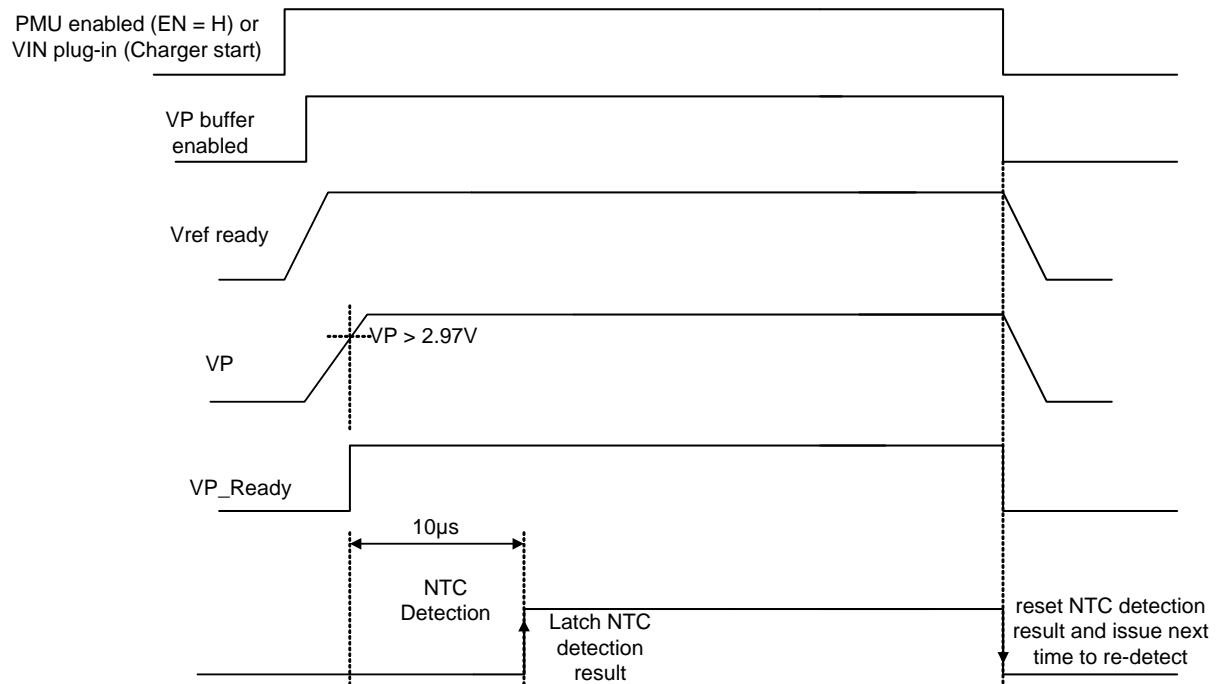 PMU enabled (EN = H) or
VIN plug-in (Charger start)
VP buffer
enabled
Vref ready
VP > 2.97V
VP
VP_Ready
10μs
NTC
Detection
Latch NTC
detection
result
reset NTC detection
result and issue next
time to re-detect